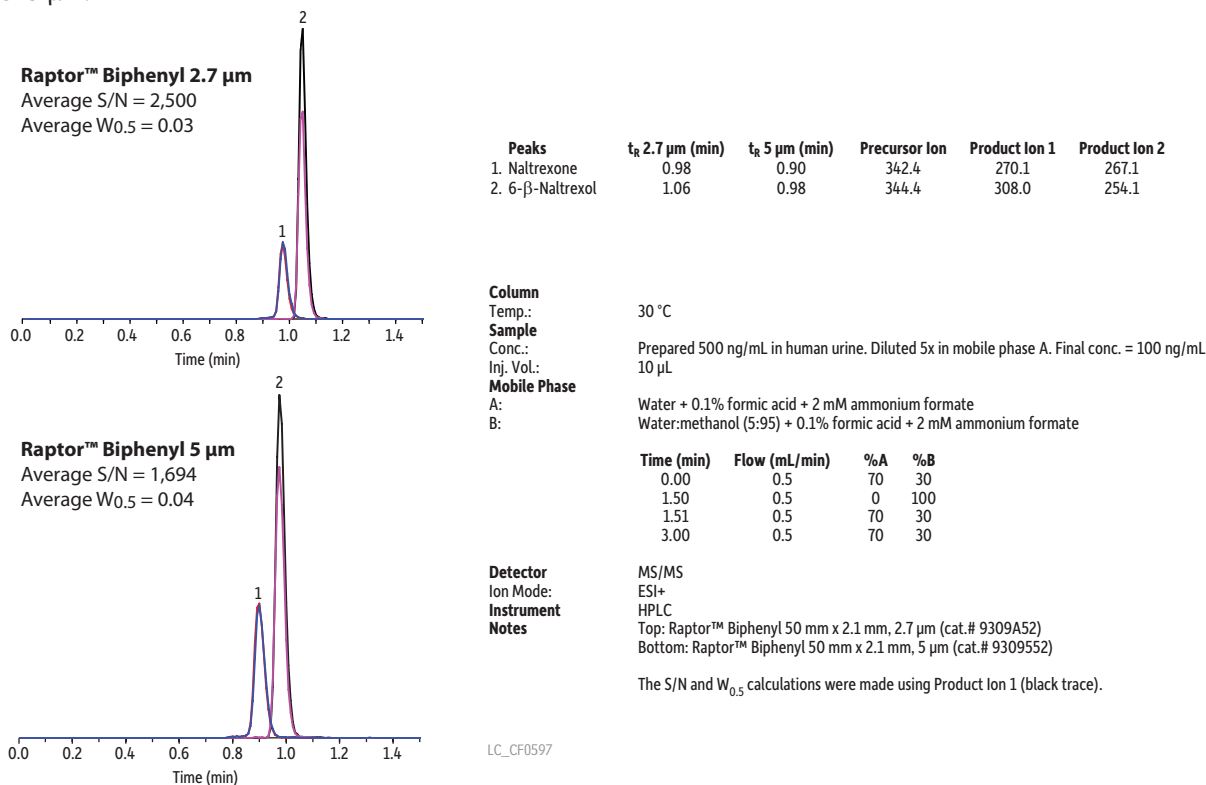 2
Raptor™ Biphenyl 2.7 µm
Average S/N = 2,500
Average W0.5 = 0.03
1
0.0 0.2 0.4 0.6 0.8 1.0 1.2 1.4
Time (min)
2
Raptor™ Biphenyl 5 µm
Average S/N = 1,694
Average W0.5 = 0.04
1
0.0 0.2 0.4 0.6 0.8 1.0 1.2 1.4
Time (min)
Peaks tR 2.7 µm (min) tR 5 µm (min) Precursor Ion Product Ion 1 Product Ion 2
1. Naltrexone 0.98 0.90 342.4 270.1 267.1
2. 6-β-Naltrexol 1.06 0.98 344.4 308.0 254.1
Column
Temp.: 30 °C
Sample
Conc.: Prepared 500 ng/mL in human urine. Diluted 5x in mobile phase A. Final conc. = 100 ng/mL
Inj. Vol.: 10 µL
Mobile Phase
A: Water + 0.1% formic acid + 2 mM ammonium formate
B: Water:methanol (5:95) + 0.1% formic acid + 2 mM ammonium formate
Time (min) Flow (mL/min) %A %B
0.00 0.5 70 30
1.50 0.5 0 100
1.51 0.5 70 30
3.00 0.5 70 30
Detector MS/MS
Ion Mode: ESI+
Instrument HPLC
Notes Top: Raptor™ Biphenyl 50 mm x 2.1 mm, 2.7 µm (cat.# 9309A52)
Bottom: Raptor™ Biphenyl 50 mm x 2.1 mm, 5 µm (cat.# 9309552)
The S/N and W0.5 calculations were made using Product Ion 1 (black trace).
LC_CF0597